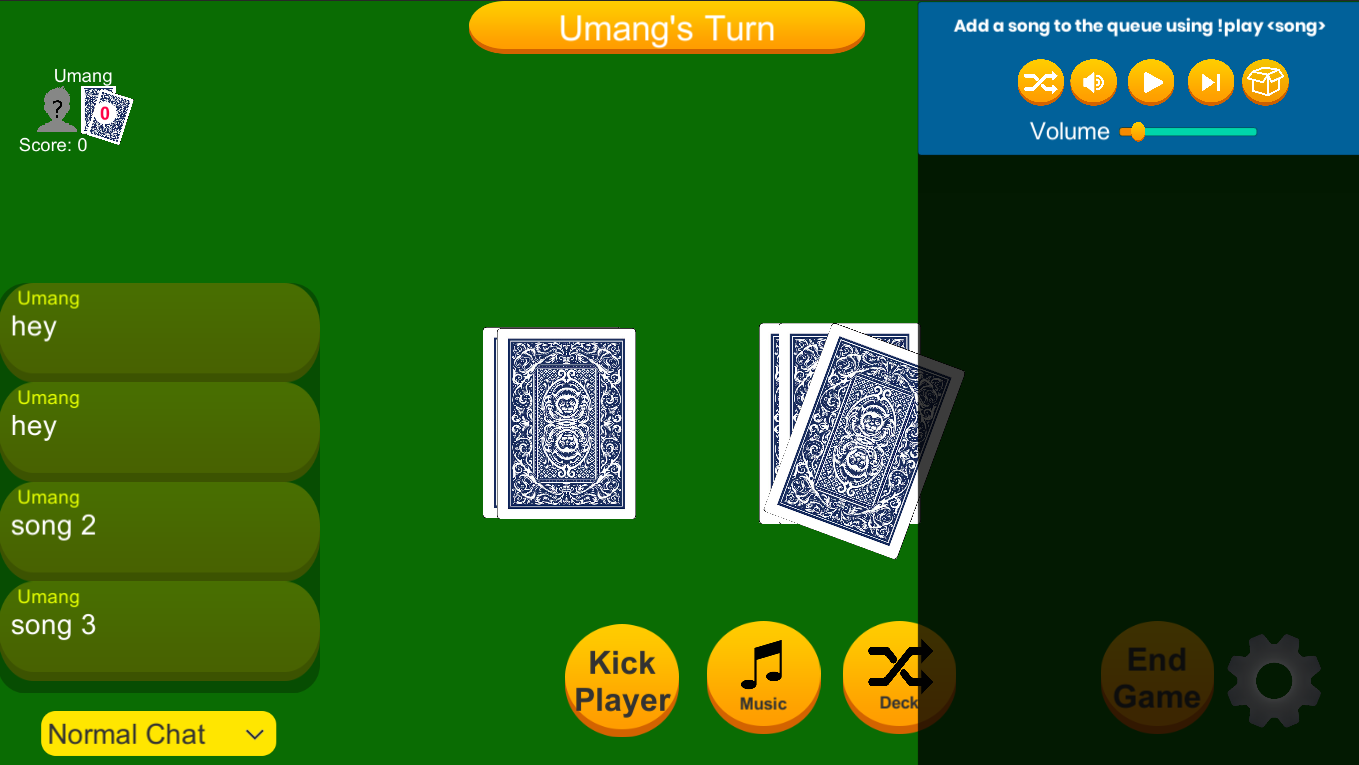 Umang's Turn
Add a song to the queue using !play <song>
Volume
Umang
?
0
Score: 0
Umang
hey
Umang
hey
Umang
song 2
Umang
song 3
Normal Chat
Kick
Player
Music
Deck
End
Game